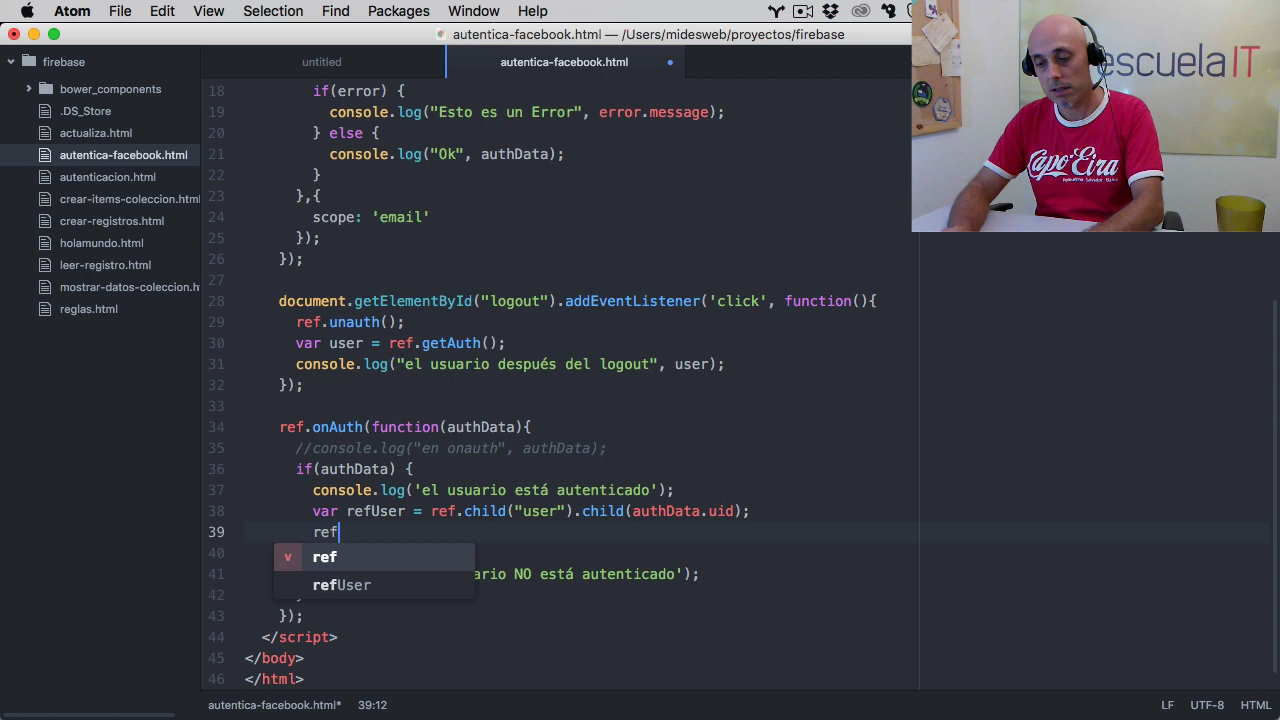 Atom File Edit View Selection Find Packages Window Help
autentica-facebook.html — /Users/midesweb/proyectos/firebase
firebase
bower_components
.DS_Store
actualiza.html
autentica-facebook.html
autenticacion.html
crear-items-coleccion.html
crear-registros.html
holamundo.html
leer-registro.html
mostrar-datos-coleccion.h
reglas.html
untitled
autentica-facebook.html
18 if(error) {
19 console.log("Esto es un Error", error.message);
20 } else {
21 console.log("Ok", authData);
22 }
23 },{
24 scope: 'email'
25 });
26 });
27
28 document.getElementById("logout").addEventListener('click', function(){
29 ref.unauth();
30 var user = ref.getAuth();
31 console.log("el usuario después del logout", user);
32 });
33
34 ref.onAuth(function(authData){
35 //console.log("en onauth", authData);
36 if(authData) {
37 console.log('el usuario está autenticado');
38 var refUser = ref.child("user").child(authData.uid);
39 ref
40
v ref
refUser
41 ario NO está autenticado');
42
43 });
44 </script>
45 </body>
46 </html>
autentica-facebook.html* 39:12
LF UTF-8 HTML
escuelaIT
CAPOEIRA